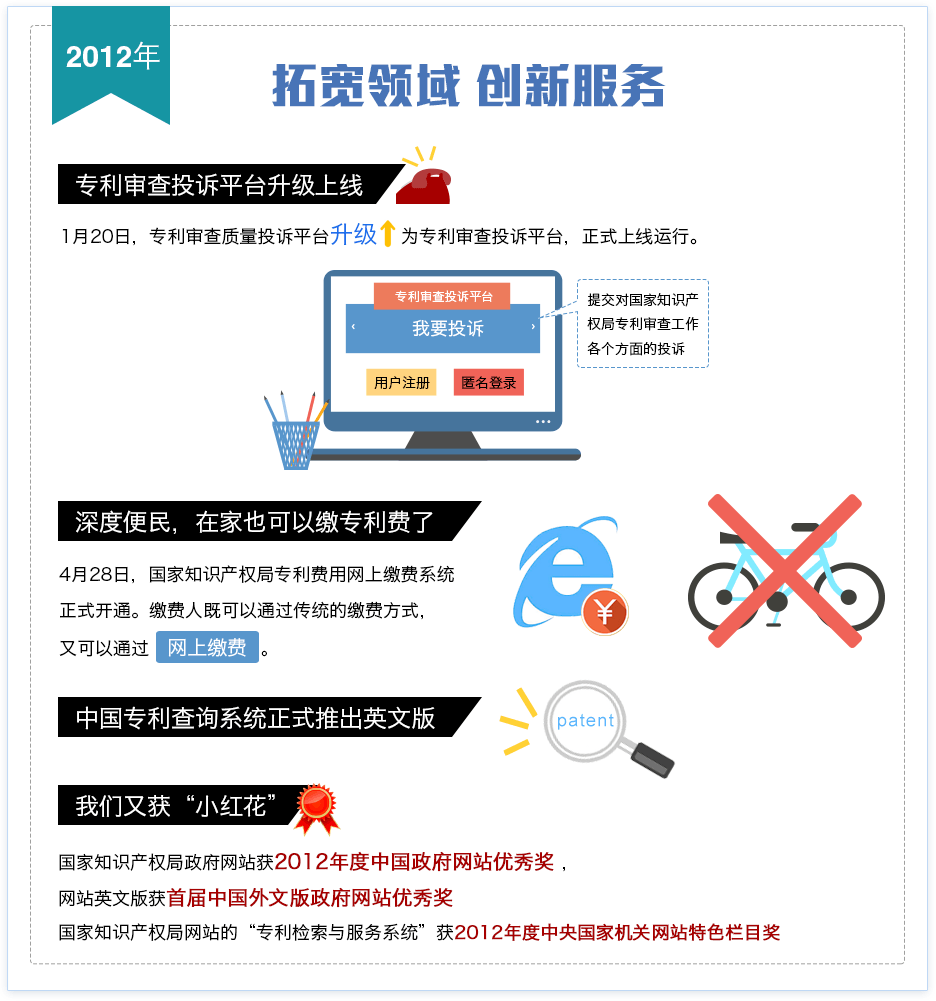 2012年
拓宽领域 创新服务
专利审查投诉平台升级上线
1月20日，专利审查质量投诉平台升级 为专利审查投诉平台，正式上线运行。
专利审查投诉平台
‹ 我要投诉 ›
用户注册 匿名登录
提交对国家知识产
权局专利审查工作
各个方面的投诉
深度便民，在家也可以缴专利费了
4月28日，国家知识产权局专利费用网上缴费系统
正式开通。缴费人既可以通过传统的缴费方式，
又可以通过 网上缴费 。
¥
中国专利查询系统正式推出英文版
patent
我们又获“小红花”
国家知识产权局政府网站获2012年度中国政府网站优秀奖，
网站英文版获首届中国外文版政府网站优秀奖
国家知识产权局网站的“专利检索与服务系统”获2012年度中央国家机关网站特色栏目奖